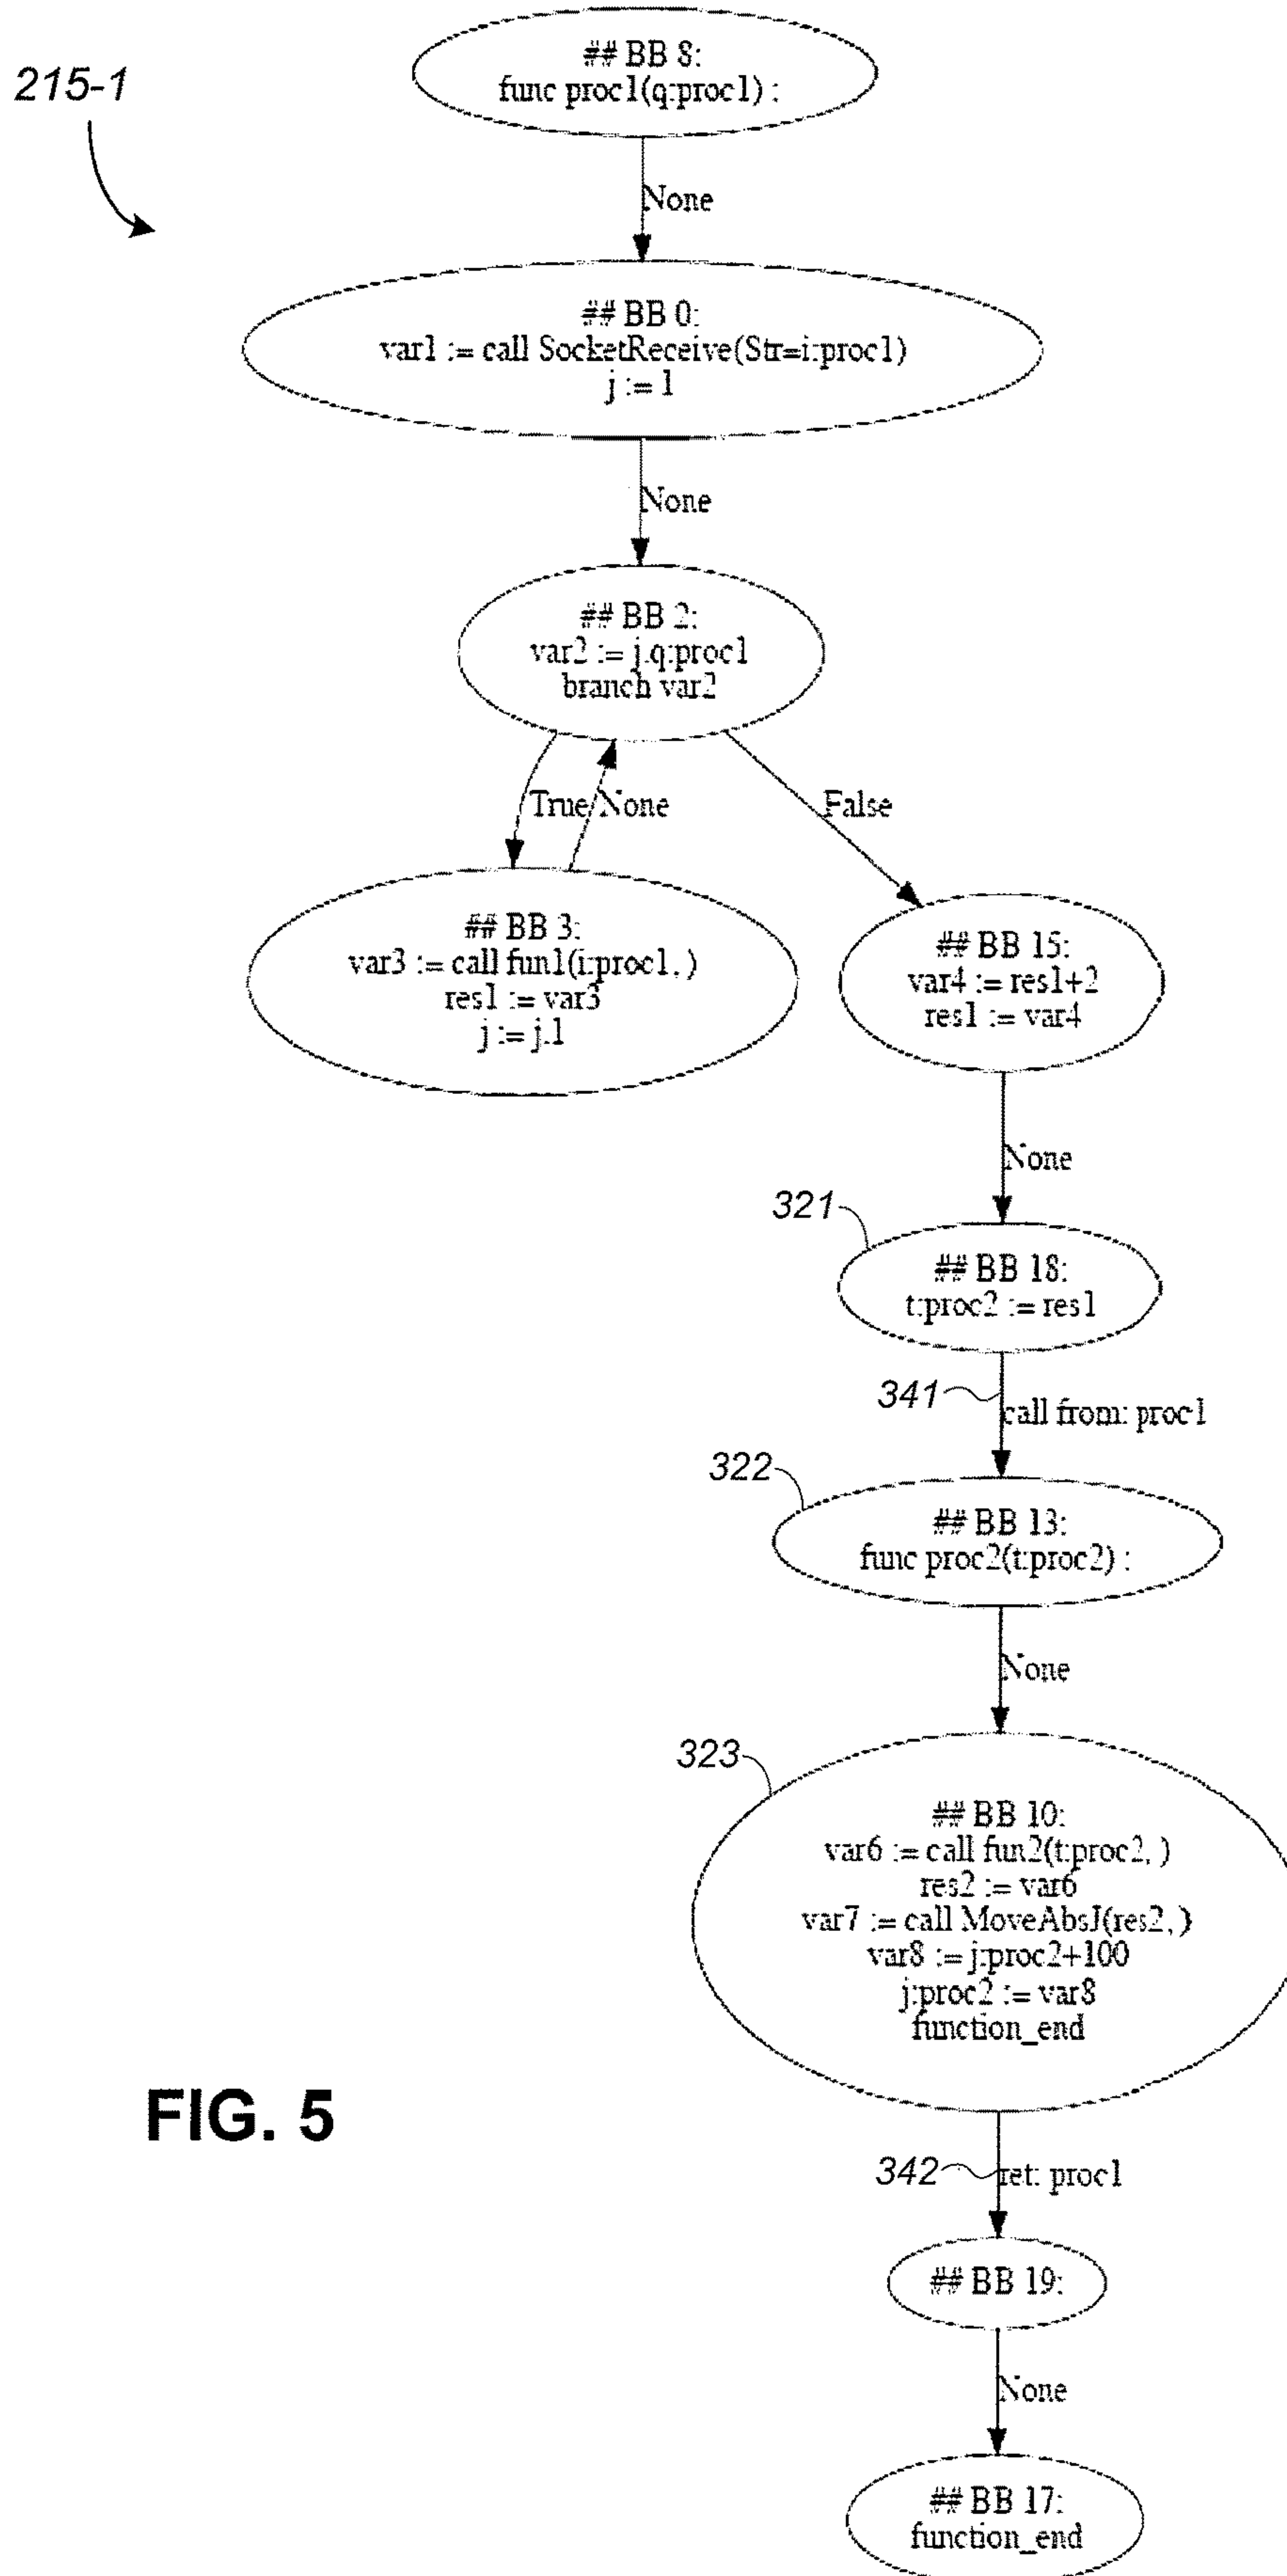 215-1
## BB 8:
func proc1(q:proc1) :
None
## BB 0:
var1 := call SocketReceive(Str=i:proc1)
j := 1
None
## BB 2:
var2 := j.q:proc1
branch var2
True None
False
## BB 3:
var3 := call fun1(i:proc1, )
res1 := var3
j := j.1
## BB 15:
var4 := res1+2
res1 := var4
None
321
## BB 18:
t:proc2 := res1
341
call from: proc1
322
## BB 13:
func proc2(t:proc2) :
None
323
## BB 10:
var6 := call fun2(t:proc2, )
res2 := var6
var7 := call MoveAbsJ(res2, )
var8 := j:proc2+100
j:proc2 := var8
function_end
FIG. 5
342
ret: proc1
## BB 19:
None
## BB 17:
function_end